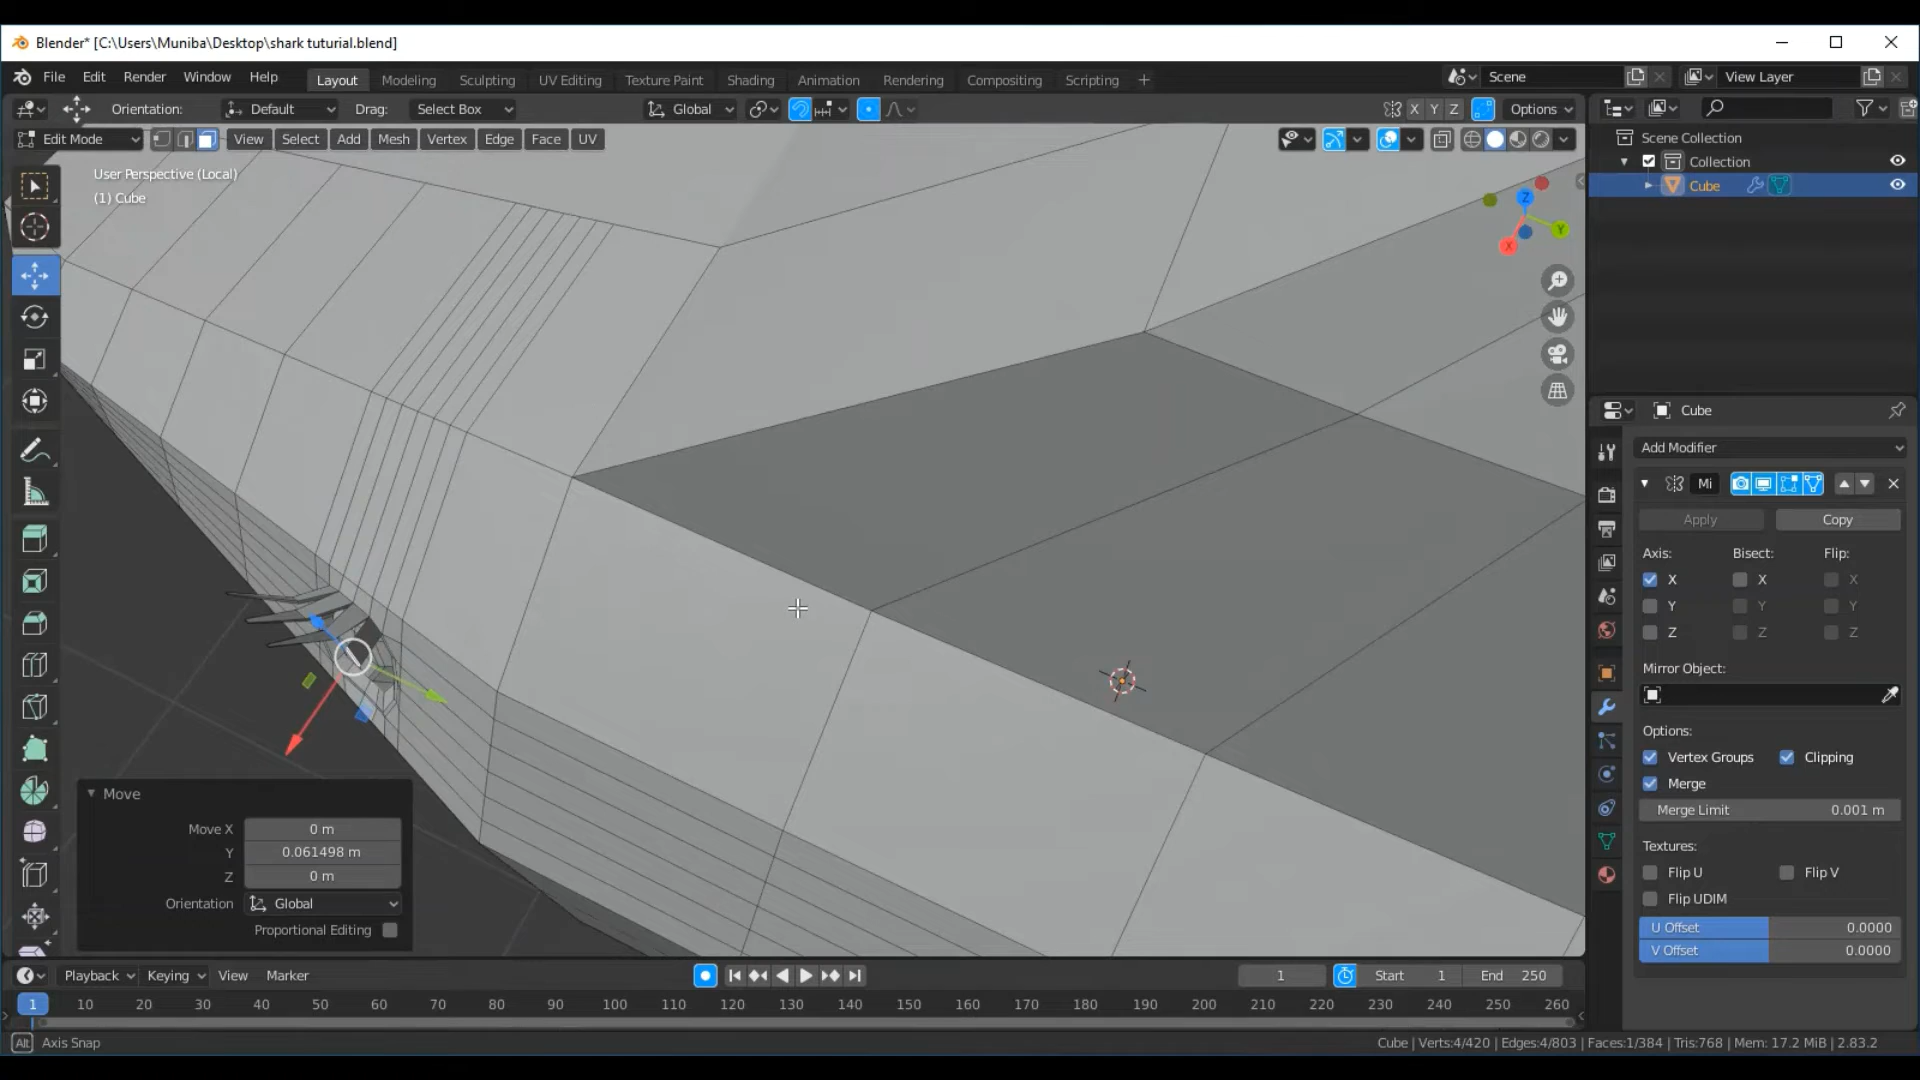 Blender* [C:\Users\Muniba\Desktop\shark tuturial.blend]
File Edit Render Window Help Layout Modeling Sculpting UV Editing Texture Paint Shading Animation Rendering Compositing Scripting + Scene View Layer
Orientation: Default Drag: Select Box Global X Y Z Options
Edit Mode View Select Add Mesh Vertex Edge Face UV
User Perspective (Local)
(1) Cube
Z
Y
X
Scene Collection
Collection
Cube
Cube
Add Modifier
Mi
Apply Copy
Axis: Bisect: Flip:
X X X
Y Y Y
Z Z Z
Mirror Object:
Options:
Vertex Groups Clipping
Merge
Merge Limit 0.001 m
Textures:
Flip U Flip V
Flip UDIM
U Offset 0.0000
V Offset 0.0000
Move
Move X 0 m
Y 0.061498 m
Z 0 m
Orientation Global
Proportional Editing
Playback Keying View Marker 1 Start 1 End 250
1 10 20 30 40 50 60 70 80 90 100 110 120 130 140 150 160 170 180 190 200 210 220 230 240 250 260
Alt Axis Snap Cube | Verts:4/420 | Edges:4/803 | Faces:1/384 | Tris:768 | Mem: 17.2 MiB | 2.83.2